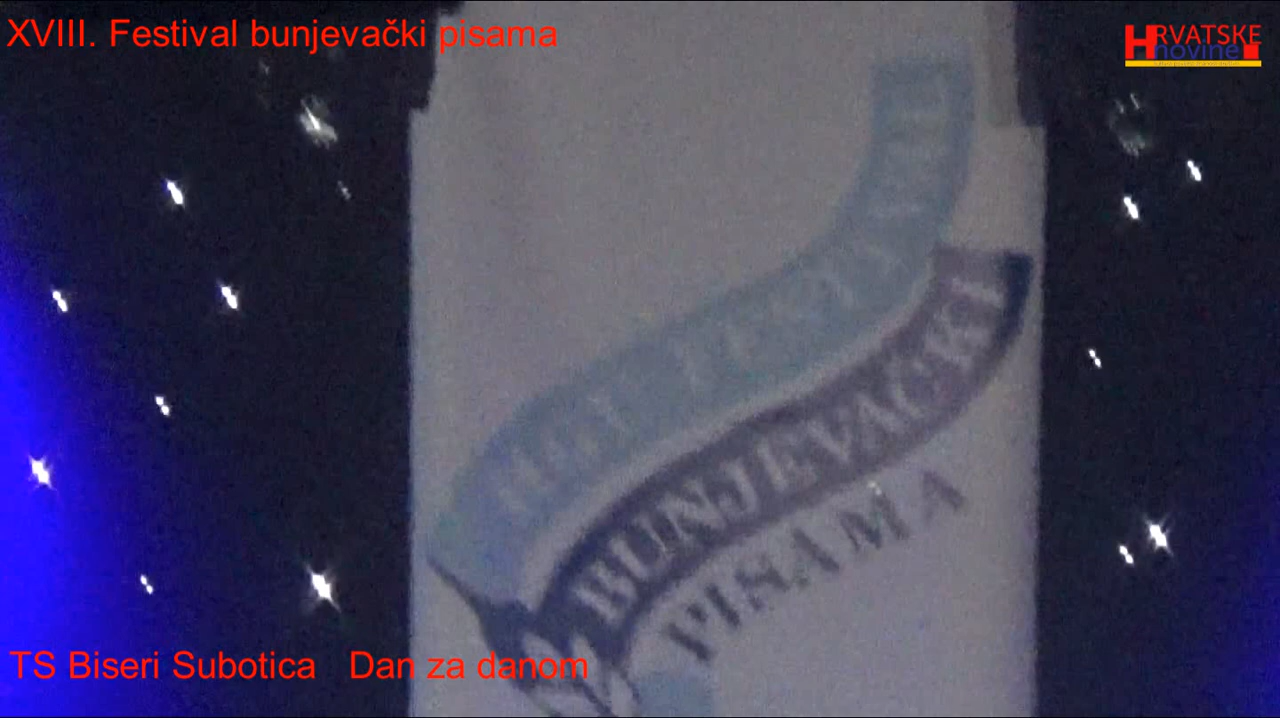 XVIII. Festival bunjevački pisama
HRVATSKE
novine
BUNJEVAČKI
PISAMA
TS Biseri Subotica Dan za danom